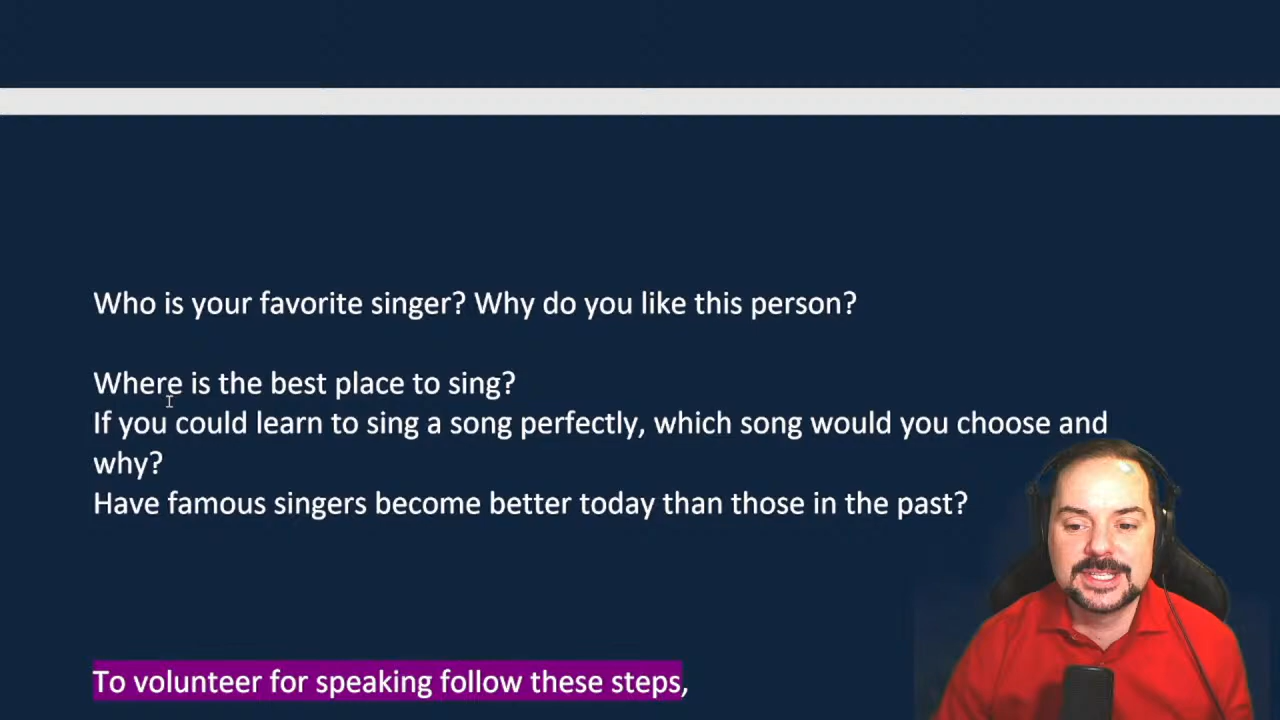 Who is your favorite singer? Why do you like this person?
Where is the best place to sing?
If you could learn to sing a song perfectly, which song would you choose and
why?
Have famous singers become better today than those in the past?
To volunteer for speaking follow these steps,